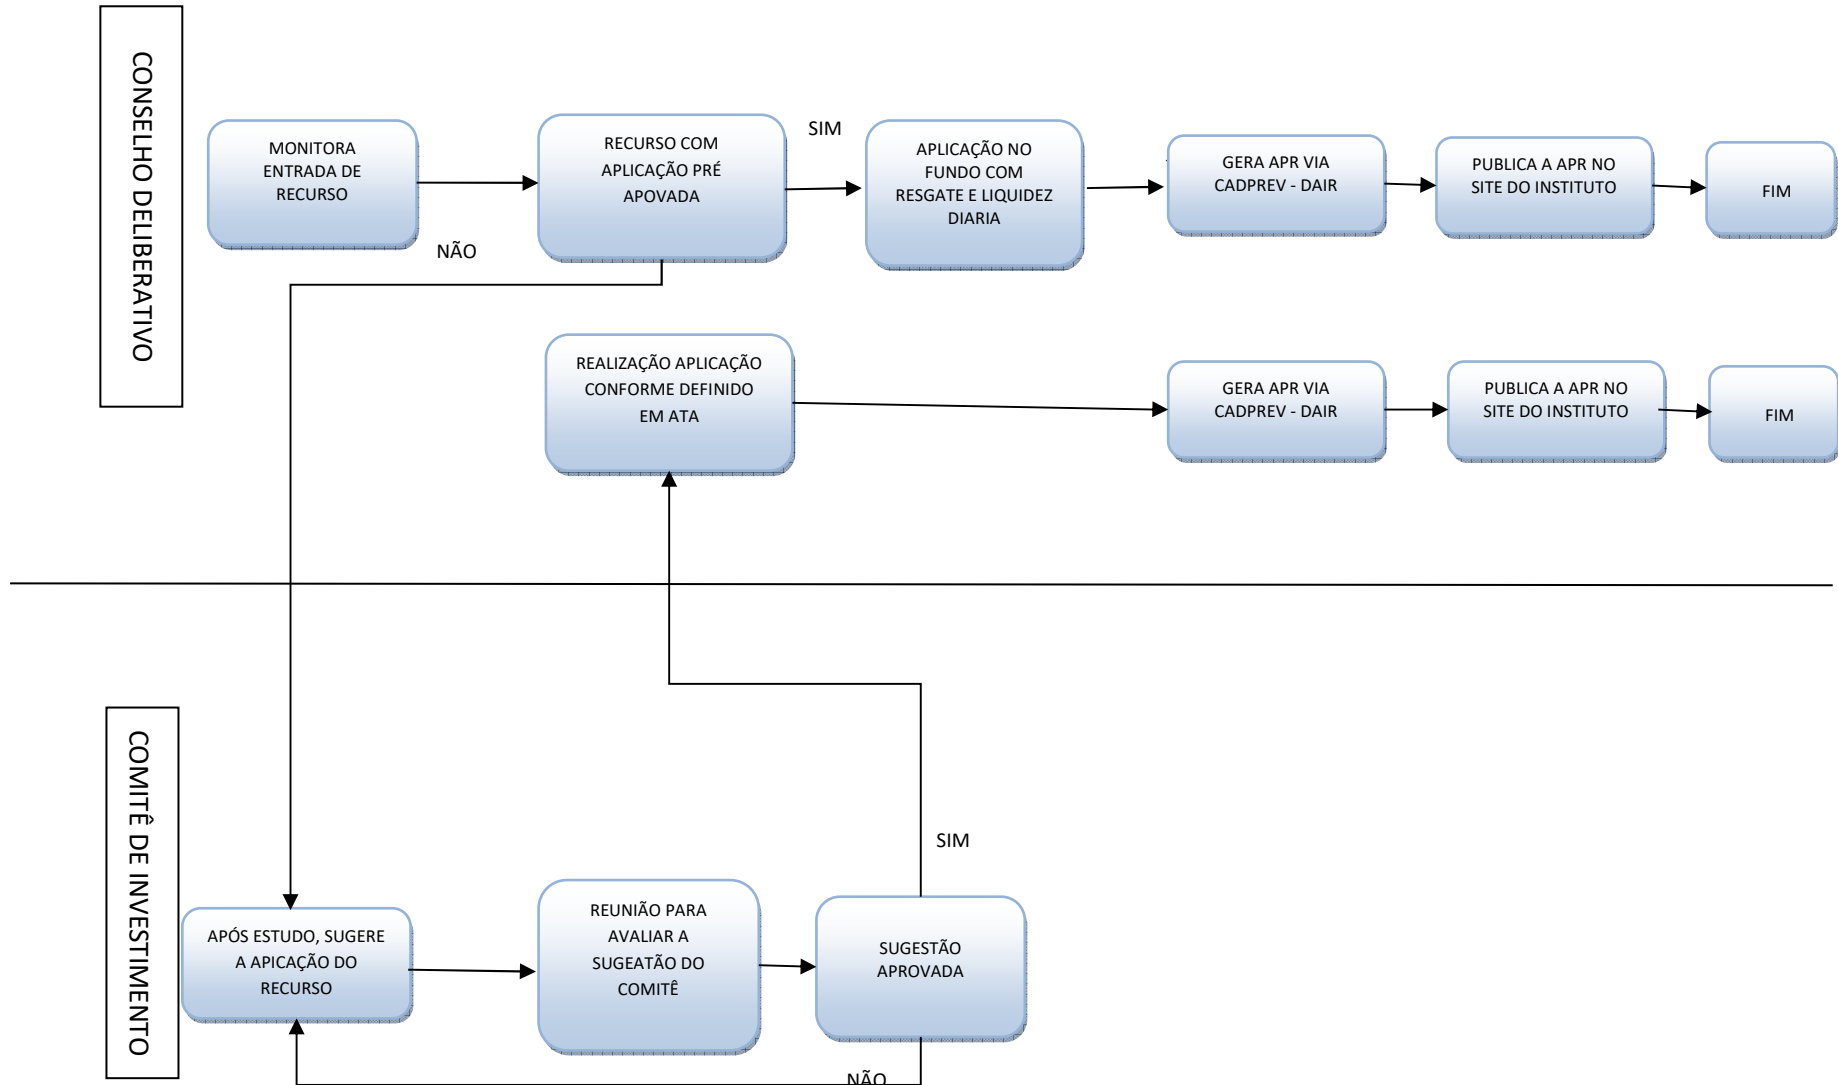 CONSELHO DELIBERATIVO
MONITORA
ENTRADA DE
RECURSO
RECURSO COM
APLICAÇÃO PRÉ
APOVADA
SIM
APLICAÇÃO NO
FUNDO COM
RESGATE E LIQUIDEZ
DIARIA
GERA APR VIA
CADPREV - DAIR
PUBLICA A APR NO
SITE DO INSTITUTO
FIM
NÃO
REALIZAÇÃO APLICAÇÃO
CONFORME DEFINIDO
EM ATA
GERA APR VIA
CADPREV - DAIR
PUBLICA A APR NO
SITE DO INSTITUTO
FIM
COMITÊ DE INVESTIMENTO
SIM
APÓS ESTUDO, SUGERE
A APICAÇÃO DO
RECURSO
REUNIÃO PARA
AVALIAR A
SUGEATÃO DO
COMITÊ
SUGESTÃO
APROVADA
NÃO